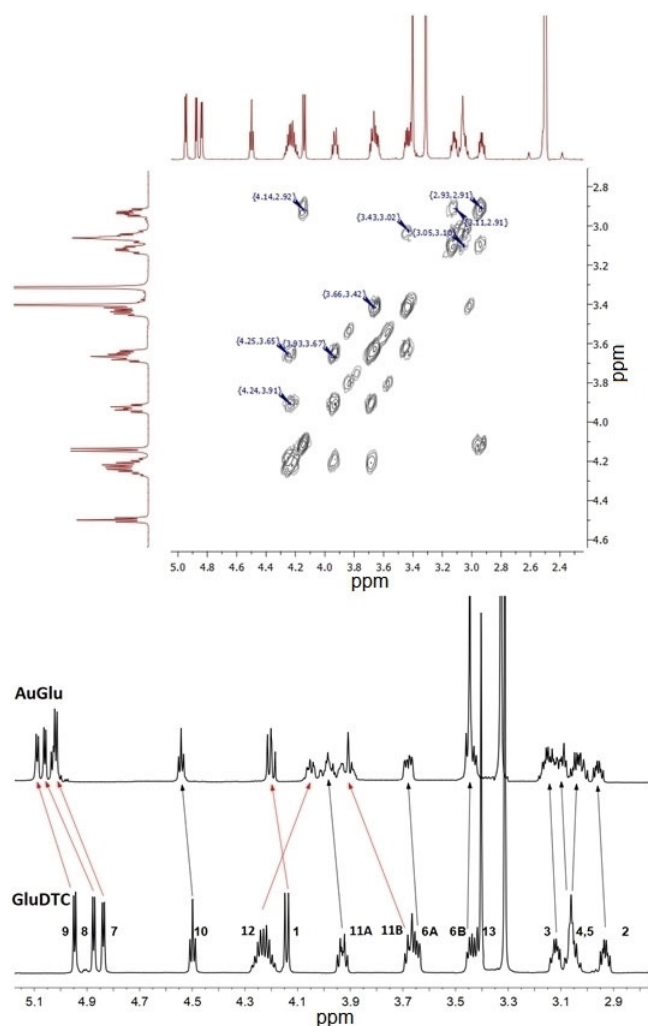 {4.14,2.92}
{2.93,2.91}
{3.43,3.02}
{3.11,2.91}
{3.05,3.10}
{3.66,3.42}
{4.25,3.65}
{3.93,3.67}
{4.24,3.91}
2.8
3.0
3.2
3.4
3.6
3.8
4.0
4.2
4.4
4.6
ppm
5.0 4.8 4.6 4.4 4.2 4.0 3.8 3.6 3.4 3.2 3.0 2.8 2.6 2.4
ppm
AuGlu
GluDTC
9 8 7 10 12 1 11A 11B 6A 6B 13 3 4,5 2
5.1 4.9 4.7 4.5 4.3 4.1 3.9 3.7 3.5 3.3 3.1 2.9
ppm